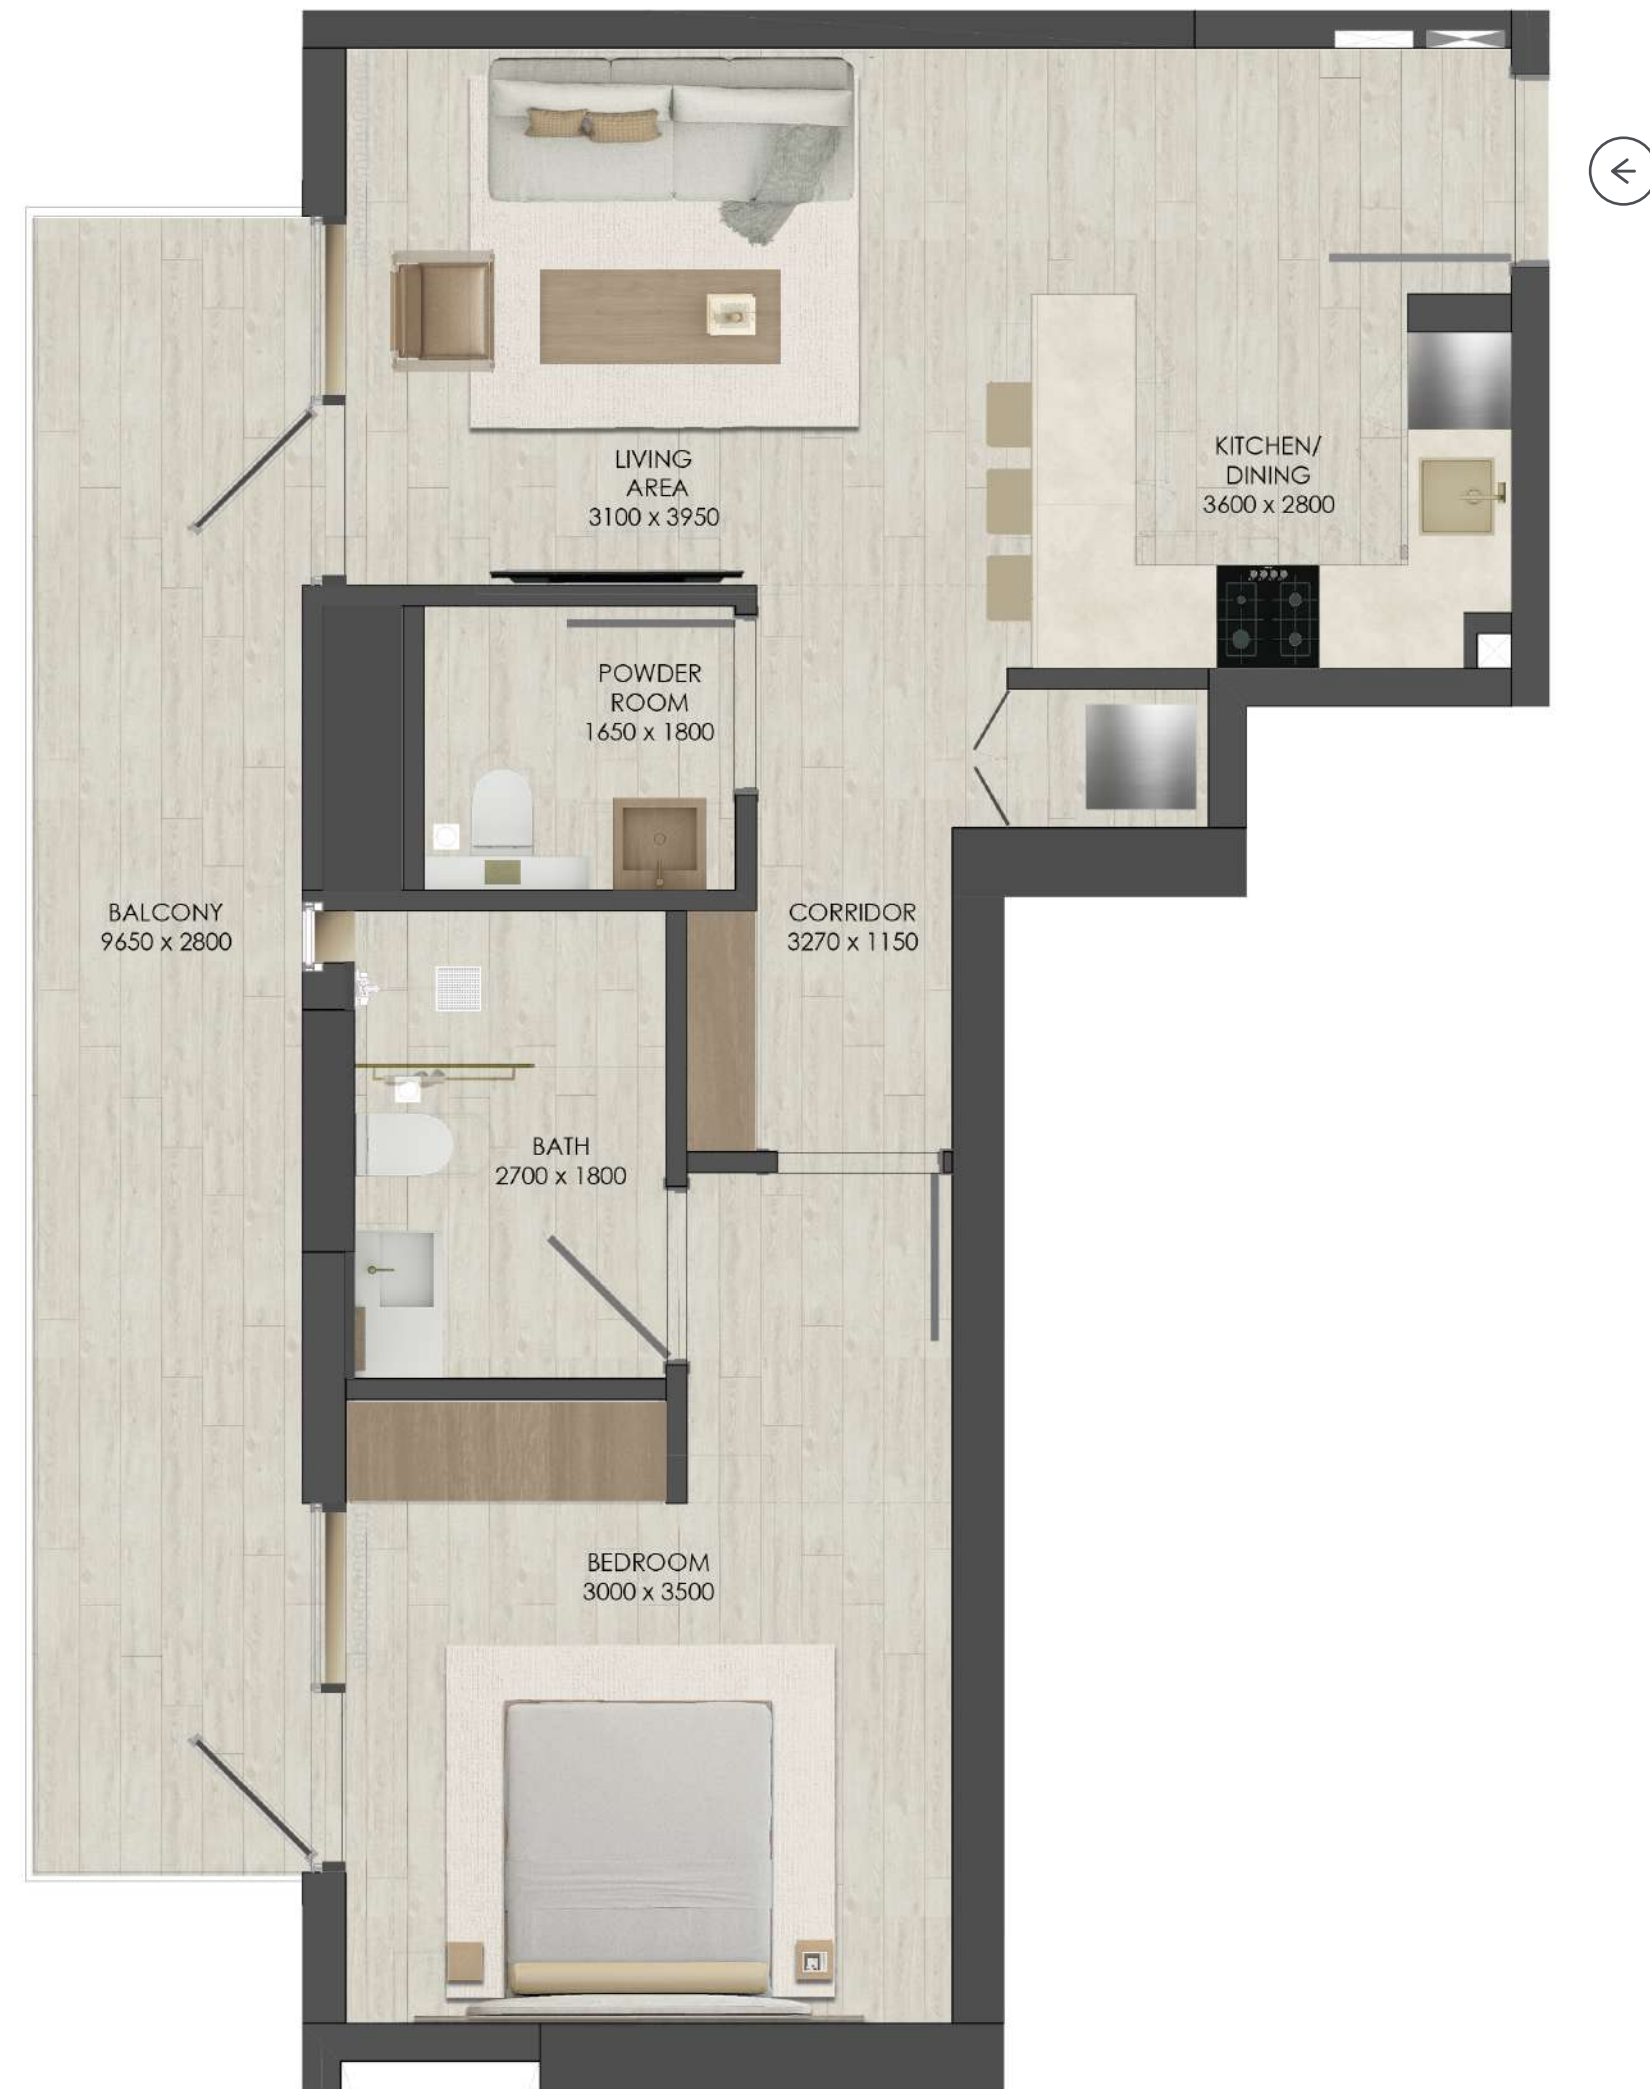 LIVING
AREA
3100 x 3950
KITCHEN/
DINING
3600 x 2800
POWDER
ROOM
1650 x 1800
BALCONY
9650 x 2800
CORRIDOR
3270 x 1150
BATH
2700 x 1800
BEDROOM
3000 x 3500